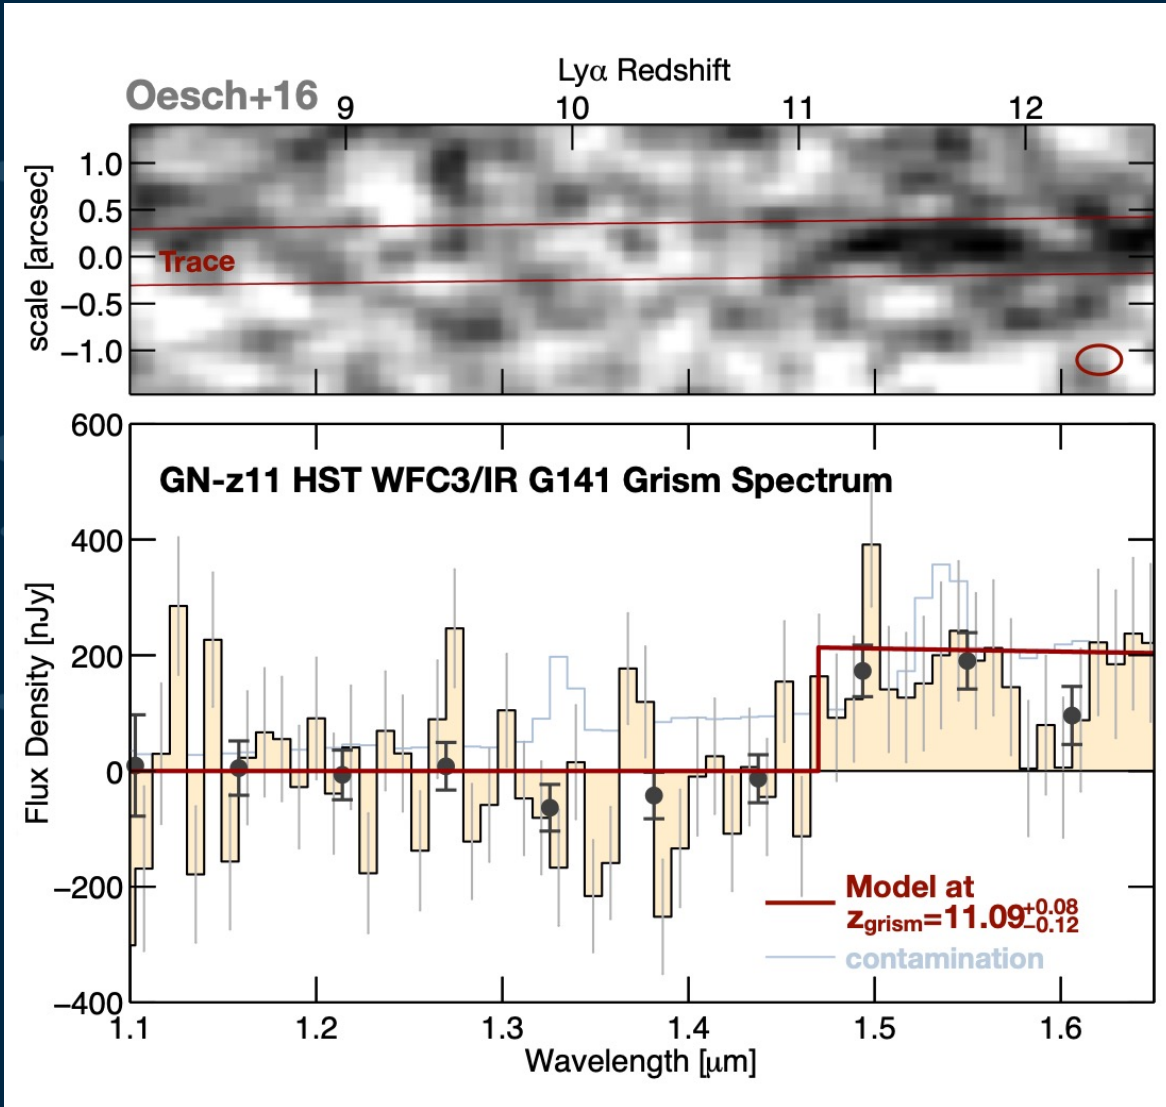 Lyα Redshift
Oesch+16
9 10 11 12
scale [arcsec]
1.0
0.5
0.0
−0.5
−1.0
Trace
GN-z11 HST WFC3/IR G141 Grism Spectrum
Flux Density [nJy]
600
400
200
0
−200
−400
Model at
zgrism=11.09+0.08−0.12
contamination
1.1 1.2 1.3 1.4 1.5 1.6
Wavelength [μm]